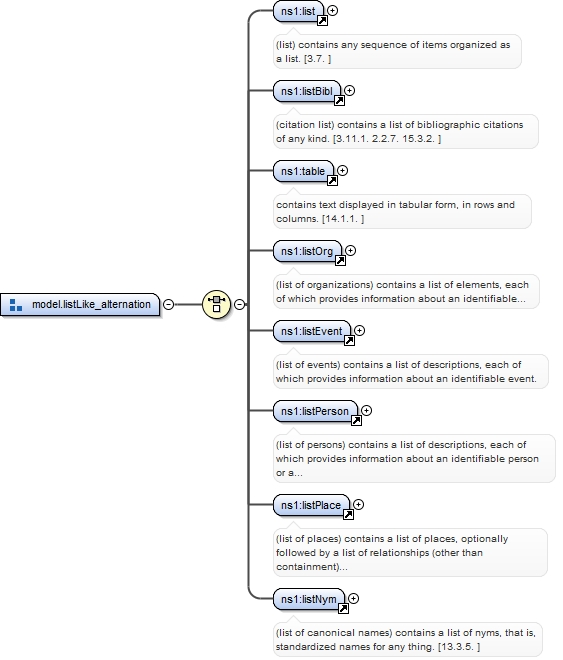 ns1:list
(list) contains any sequence of items organized as
a list. [3.7. ]
ns1:listBibl
(citation list) contains a list of bibliographic citations
of any kind. [3.11.1. 2.2.7. 15.3.2. ]
ns1:table
contains text displayed in tabular form, in rows and
columns. [14.1.1. ]
ns1:listOrg
(list of organizations) contains a list of elements, each
of which provides information about an identifiable...
model.listLike_alternation
ns1:listEvent
(list of events) contains a list of descriptions, each of
which provides information about an identifiable event.
ns1:listPerson
(list of persons) contains a list of descriptions, each of
which provides information about an identifiable person
or a...
ns1:listPlace
(list of places) contains a list of places, optionally
followed by a list of relationships (other than
containment)...
ns1:listNym
(list of canonical names) contains a list of nyms, that is,
standardized names for any thing. [13.3.5. ]